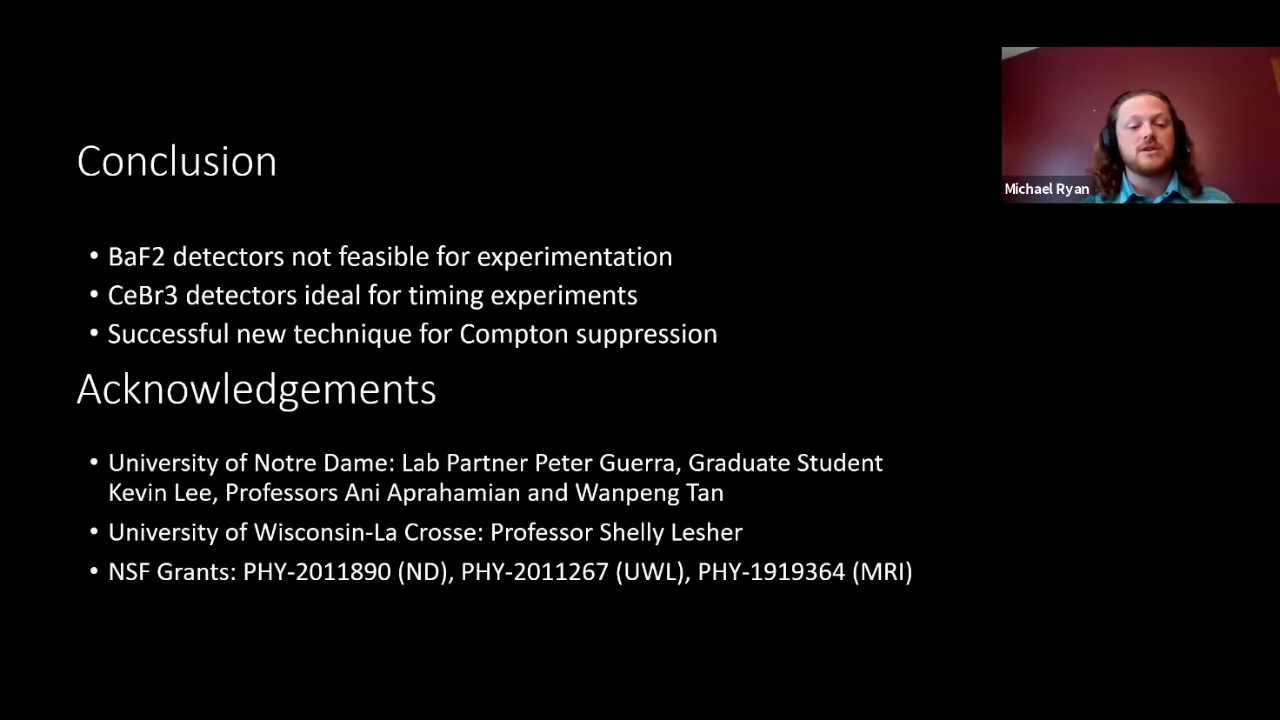 Conclusion
• BaF2 detectors not feasible for experimentation
• CeBr3 detectors ideal for timing experiments
• Successful new technique for Compton suppression
Acknowledgements
• University of Notre Dame: Lab Partner Peter Guerra, Graduate Student
Kevin Lee, Professors Ani Aprahamian and Wanpeng Tan
• University of Wisconsin-La Crosse: Professor Shelly Lesher
• NSF Grants: PHY-2011890 (ND), PHY-2011267 (UWL), PHY-1919364 (MRI)
Michael Ryan